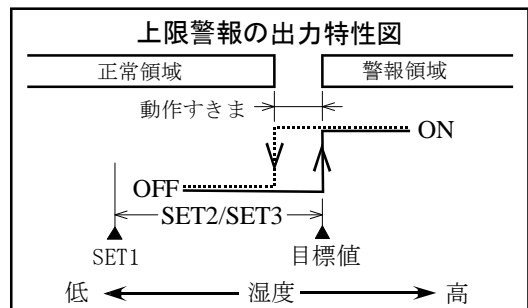 上限警報の出力特性図
正常領域
警報領域
動作すきま
ON
OFF
SET2/SET3
SET1
目標値
低 湿度 高